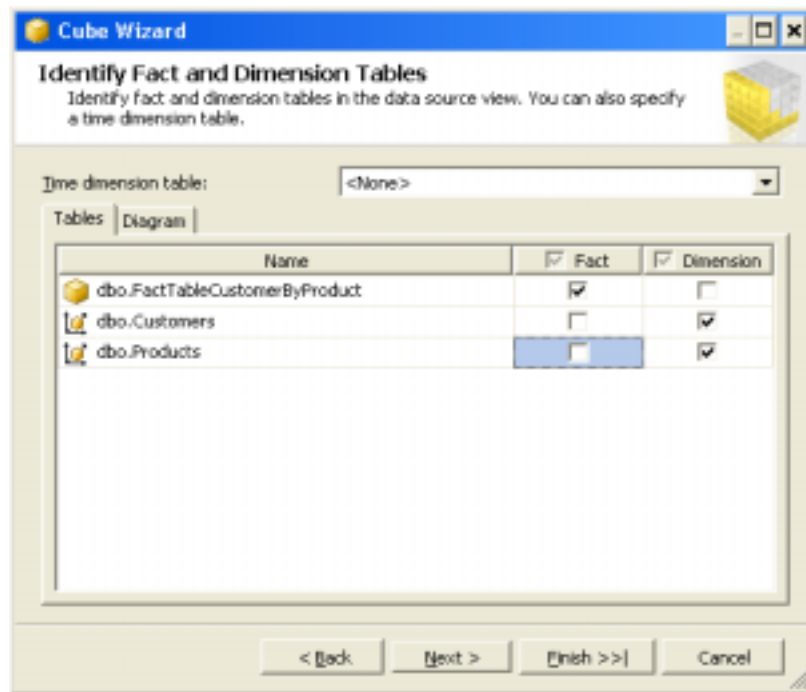 Cube Wizard
Identify Fact and Dimension Tables
Identify fact and dimension tables in the data source view. You can also specify
a time dimension table.
Time dimension table: <None>
Tables Diagram
Name Fact Dimension
dbo.FactTableCustomerByProduct
dbo.Customers
dbo.Products
< Back Next > Finish >>| Cancel